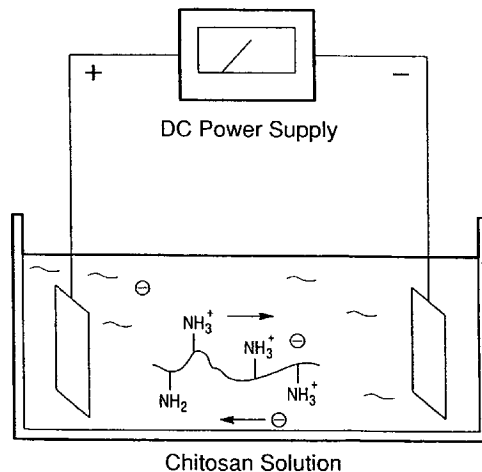 +
−
DC Power Supply
⊖
NH₃⁺
⊖
NH₃⁺
NH₂
NH₃⁺
⊖
Chitosan Solution